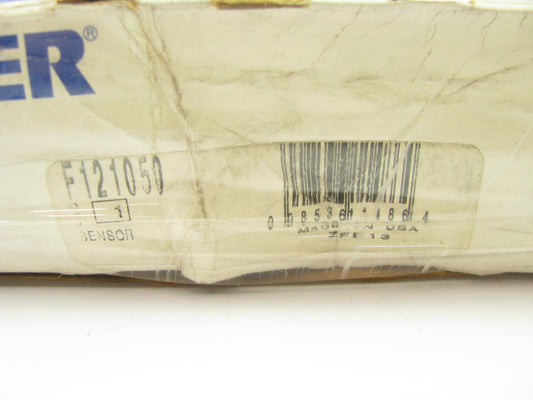 ER®
F121050
1
SENSOR
MADE IN USA